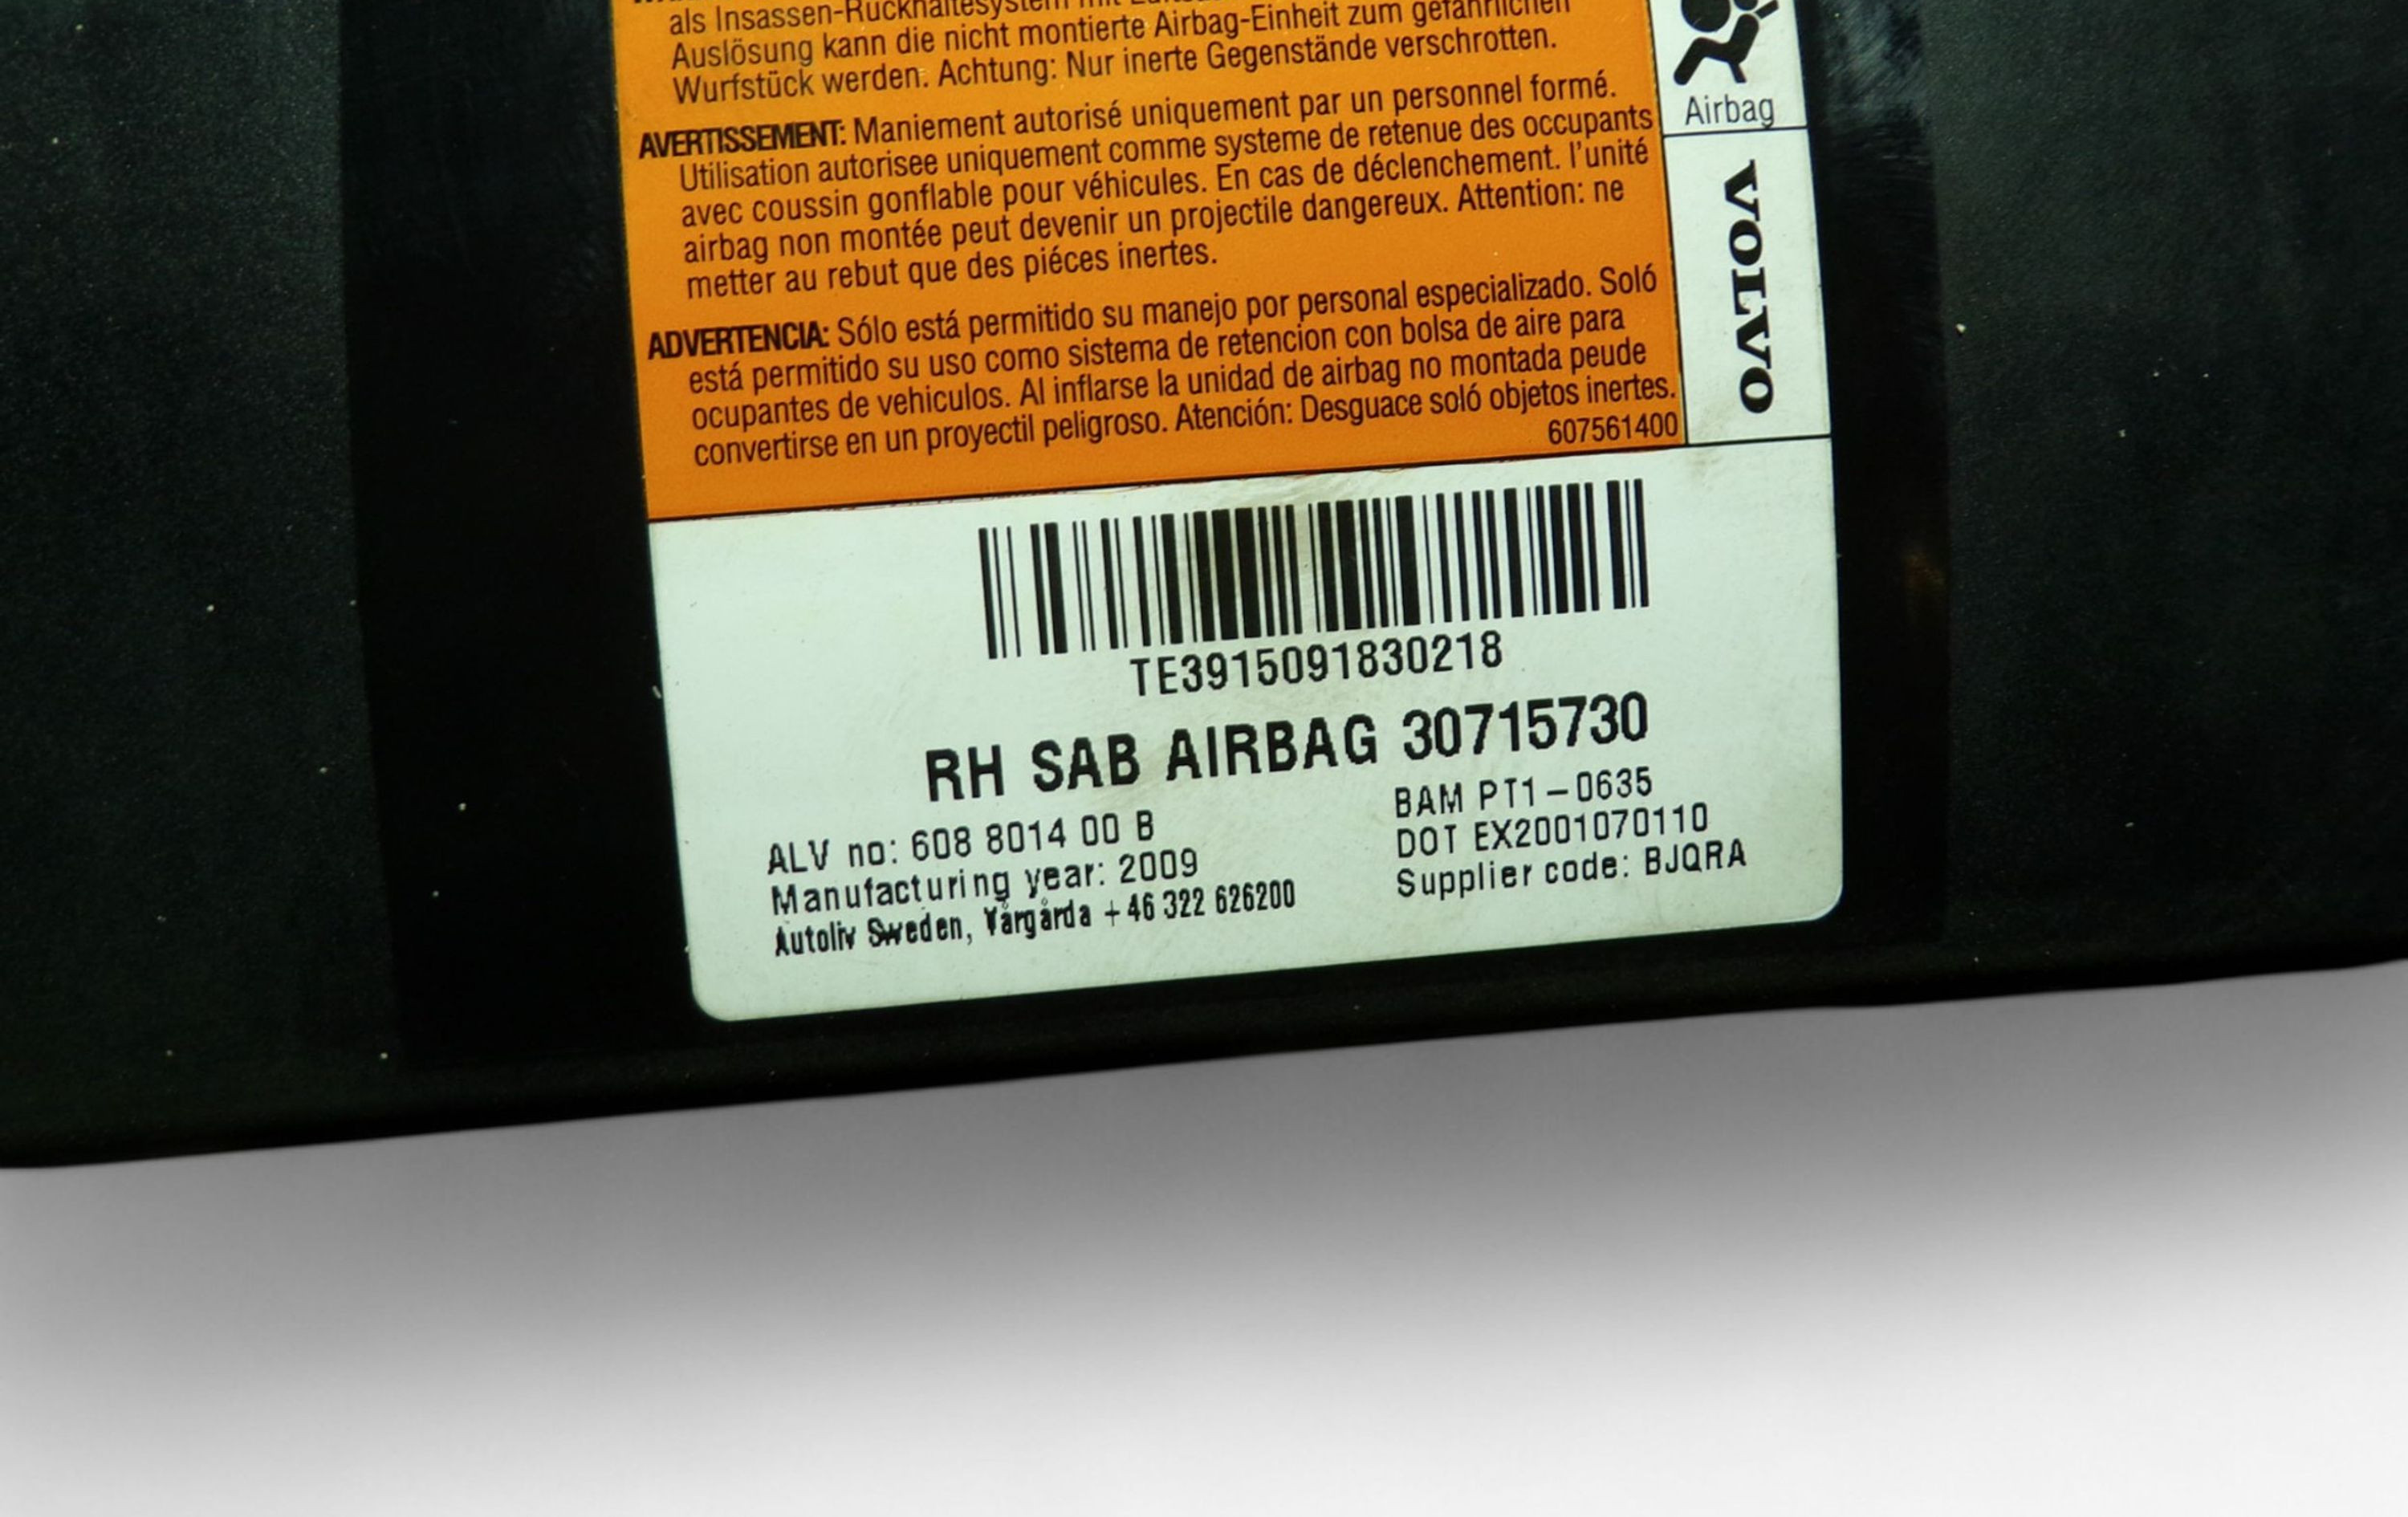 als Insassen-Rückhaltesystem mit
Auslösung kann die nicht montierte Airbag-Einheit zum gefährlichen
Wurfstück werden. Achtung: Nur inerte Gegenstände verschrotten.
AVERTISSEMENT: Maniement autorisé uniquement par un personnel formé.
Utilisation autorisee uniquement comme systeme de retenue des occupants
avec coussin gonflable pour véhicules. En cas de déclenchement. l'unité
airbag non montée peut devenir un projectile dangereux. Attention: ne
metter au rebut que des piéces inertes.
ADVERTENCIA: Sólo está permitido su manejo por personal especializado. Soló
está permitido su uso como sistema de retencion con bolsa de aire para
ocupantes de vehiculos. Al inflarse la unidad de airbag no montada peude
convertirse en un proyectil peligroso. Atención: Desguace soló objetos inertes.
607561400
Airbag
VOLVO
TE3915091830218
RH SAB AIRBAG 30715730
ALV no: 608 8014 00 B
Manufacturing year: 2009
Autoliv Sweden, Vårgårda +46 322 626200
BAM PT1-0635
DOT EX2001070110
Supplier code: BJQRA